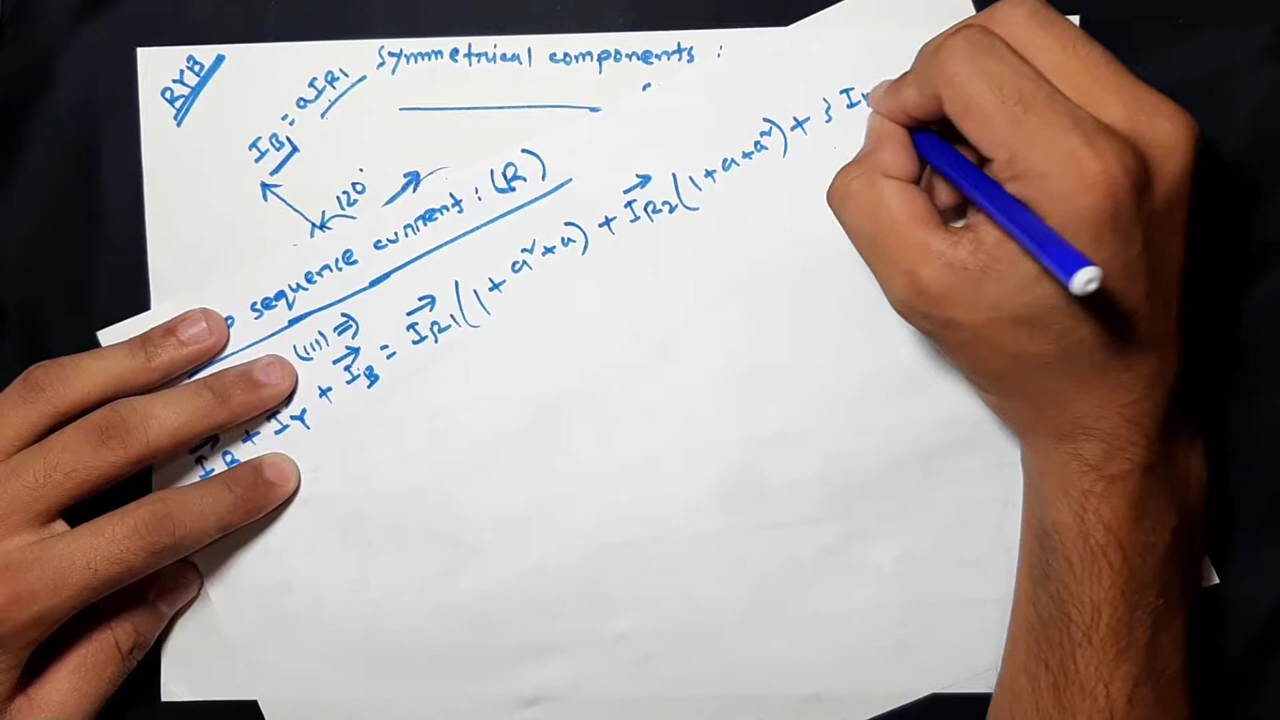 Symmetrical components :
RYB
IB = aIR1
120°
sequence current : (R)
(iii) ⇒
IR + IY + IB = IR1 (1 + a² + a) + IR2 (1 + a + a²) + 3 I